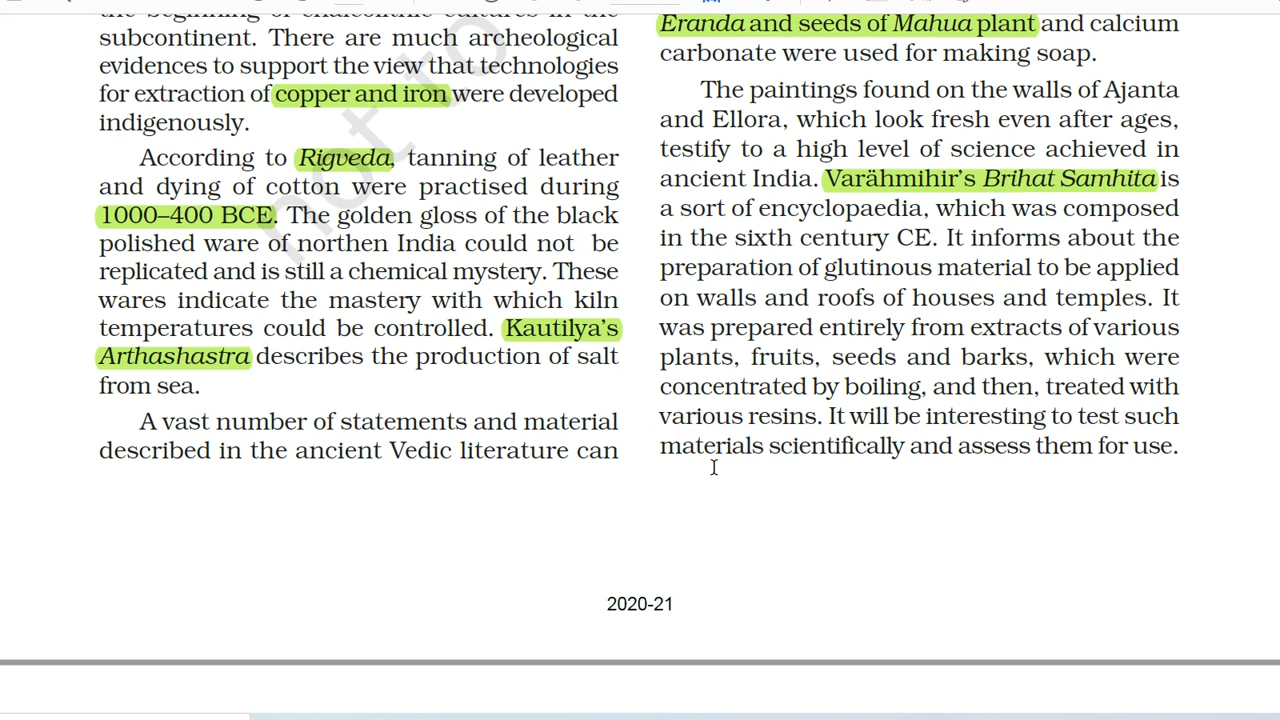 the beginning of chalcolithic cultures in the
subcontinent. There are much archeological
evidences to support the view that technologies
for extraction of copper and iron were developed
indigenously.
According to Rigveda, tanning of leather
and dying of cotton were practised during
1000–400 BCE. The golden gloss of the black
polished ware of northen India could not be
replicated and is still a chemical mystery. These
wares indicate the mastery with which kiln
temperatures could be controlled. Kautilya's
Arthashastra describes the production of salt
from sea.
A vast number of statements and material
described in the ancient Vedic literature can
Eranda and seeds of Mahua plant and calcium
carbonate were used for making soap.
The paintings found on the walls of Ajanta
and Ellora, which look fresh even after ages,
testify to a high level of science achieved in
ancient India. Varähmihir's Brihat Samhita is
a sort of encyclopaedia, which was composed
in the sixth century CE. It informs about the
preparation of glutinous material to be applied
on walls and roofs of houses and temples. It
was prepared entirely from extracts of various
plants, fruits, seeds and barks, which were
concentrated by boiling, and then, treated with
various resins. It will be interesting to test such
materials scientifically and assess them for use.
not to
2020-21